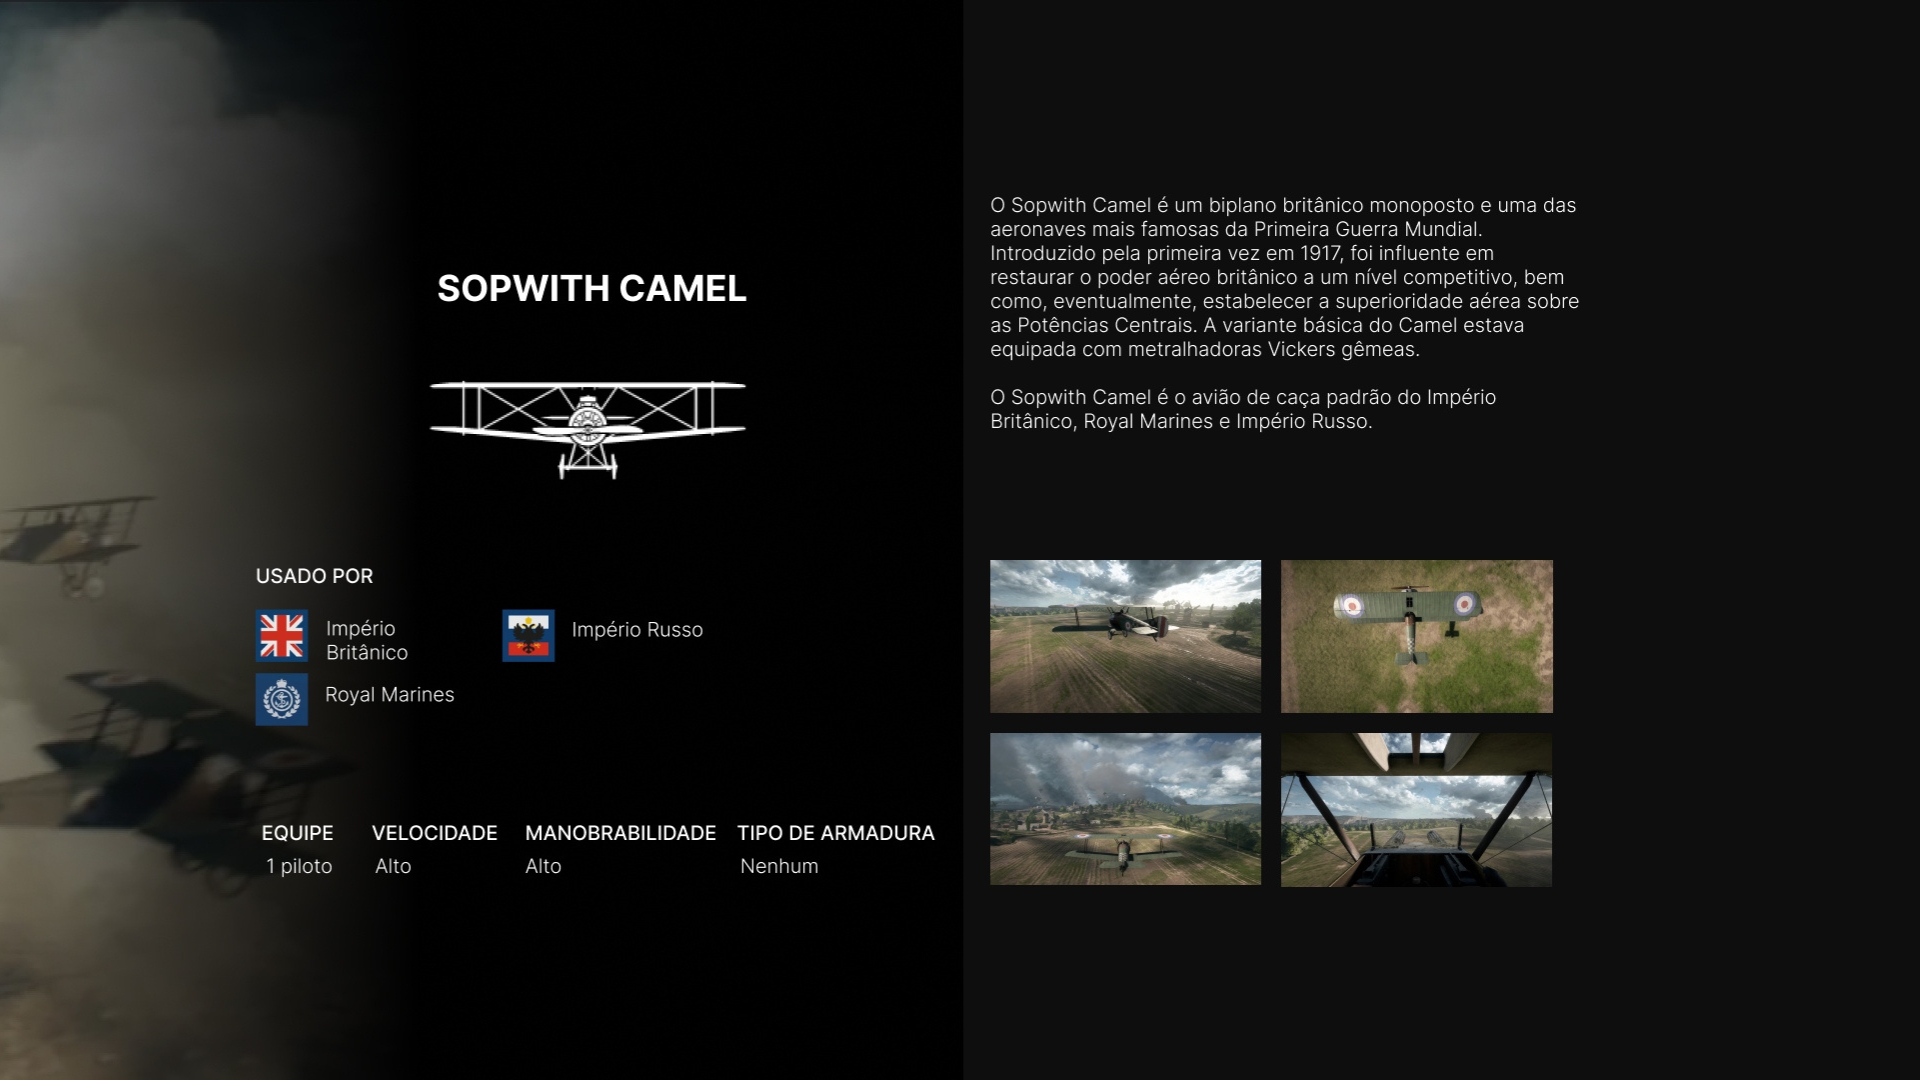 SOPWITH CAMEL
USADO POR
Império
Britânico
Império Russo
Royal Marines
EQUIPE
1 piloto
VELOCIDADE
Alto
MANOBRABILIDADE
Alto
TIPO DE ARMADURA
Nenhum
O Sopwith Camel é um biplano britânico monoposto e uma das
aeronaves mais famosas da Primeira Guerra Mundial.
Introduzido pela primeira vez em 1917, foi influente em
restaurar o poder aéreo britânico a um nível competitivo, bem
como, eventualmente, estabelecer a superioridade aérea sobre
as Potências Centrais. A variante básica do Camel estava
equipada com metralhadoras Vickers gêmeas.
O Sopwith Camel é o avião de caça padrão do Império
Britânico, Royal Marines e Império Russo.